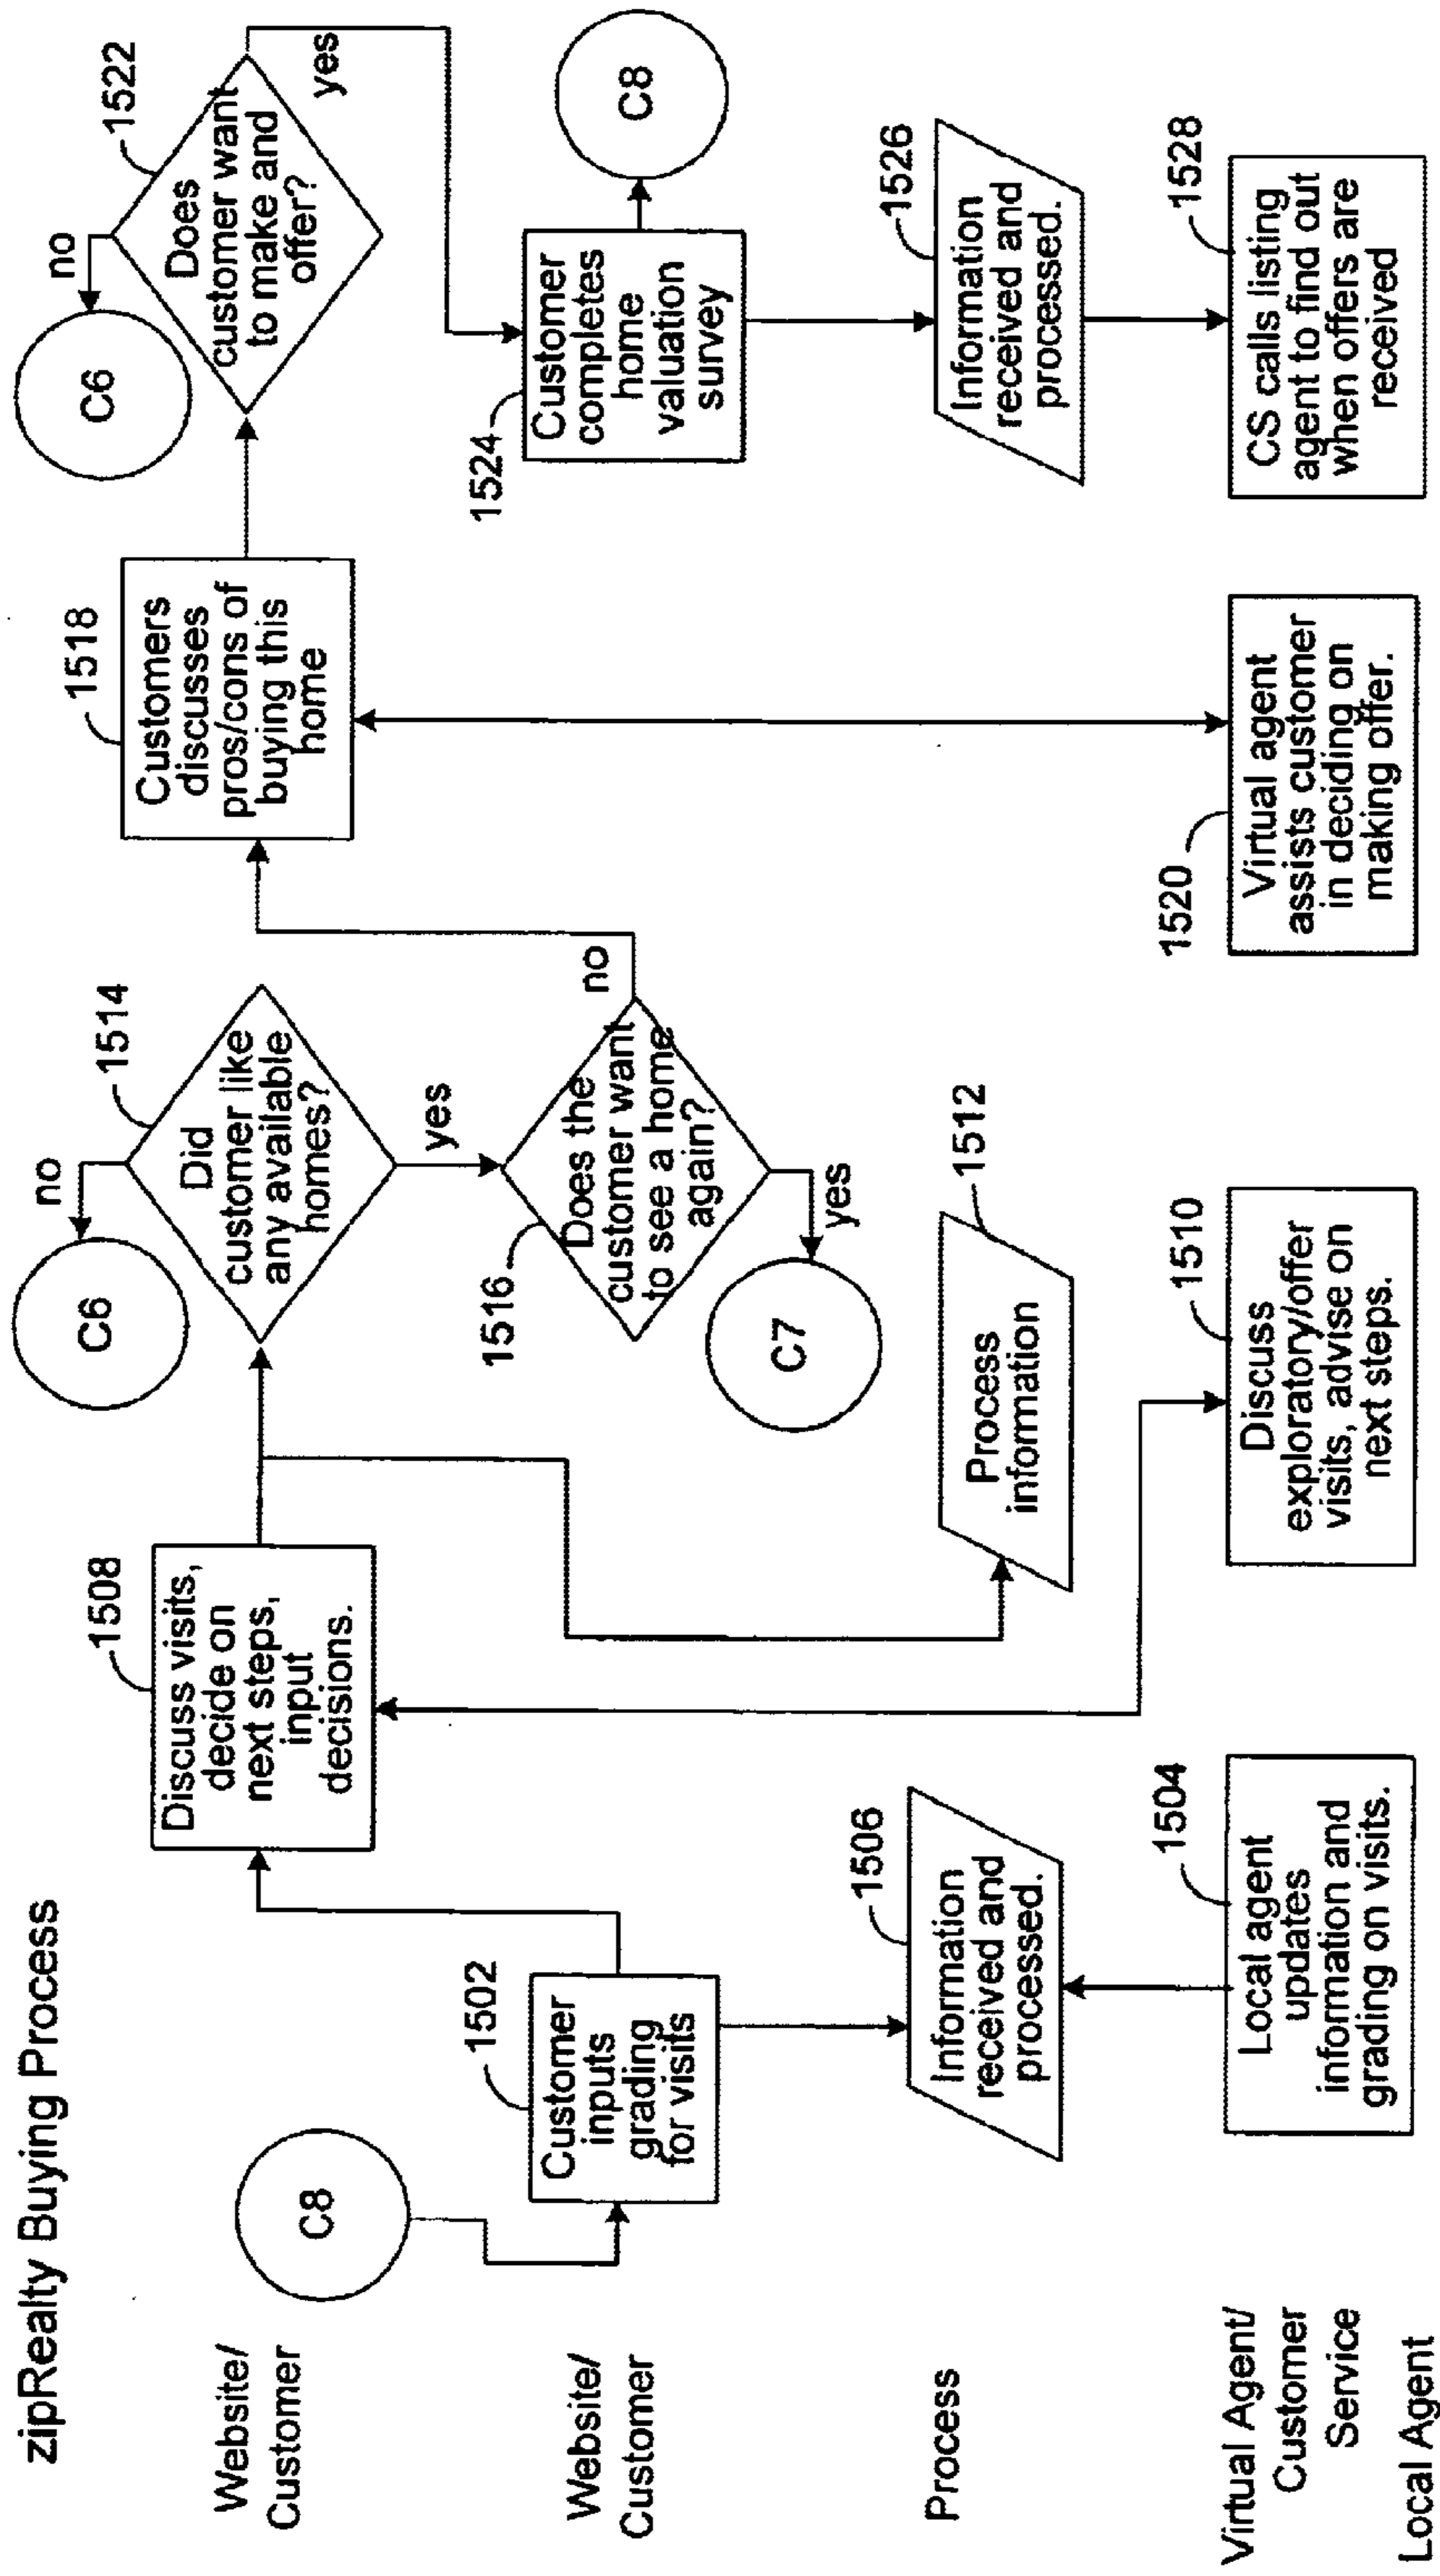 zipRealty Buying Process
Website/
Customer
C8
1508
Discuss visits,
decide on
next steps,
input
decisions.
no
C6
1514
Did
customer like
any available
homes?
yes
1518
Customers
discusses
pros/cons of
buying this
home
no
C6
1522
Does
customer want
to make and
offer?
yes
Website/
Customer
1502
Customer
inputs
grading
for visits
1516
Does the
customer want
to see a home
again?
no
yes
C7
1524
Customer
completes
home
valuation
survey
C8
Process
1506
Information
received and
processed.
1512
Process
information
1526
Information
received and
processed.
Virtual Agent/
Customer
Service
Local Agent
1504
Local agent
updates
information and
grading on visits.
1510
Discuss
exploratory/offer
visits, advise on
next steps.
1520
Virtual agent
assists customer
in deciding on
making offer.
1528
CS calls listing
agent to find out
when offers are
received